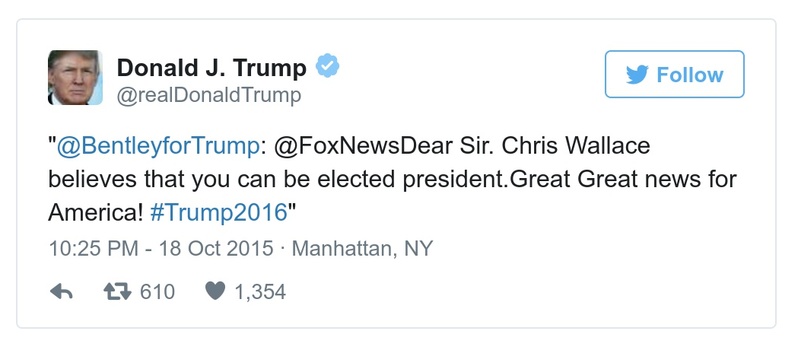 Donald J. Trump
@realDonaldTrump
Follow
"@BentleyforTrump: @FoxNewsDear Sir. Chris Wallace
believes that you can be elected president.Great Great news for
America! #Trump2016"
10:25 PM - 18 Oct 2015 · Manhattan, NY
610 1,354